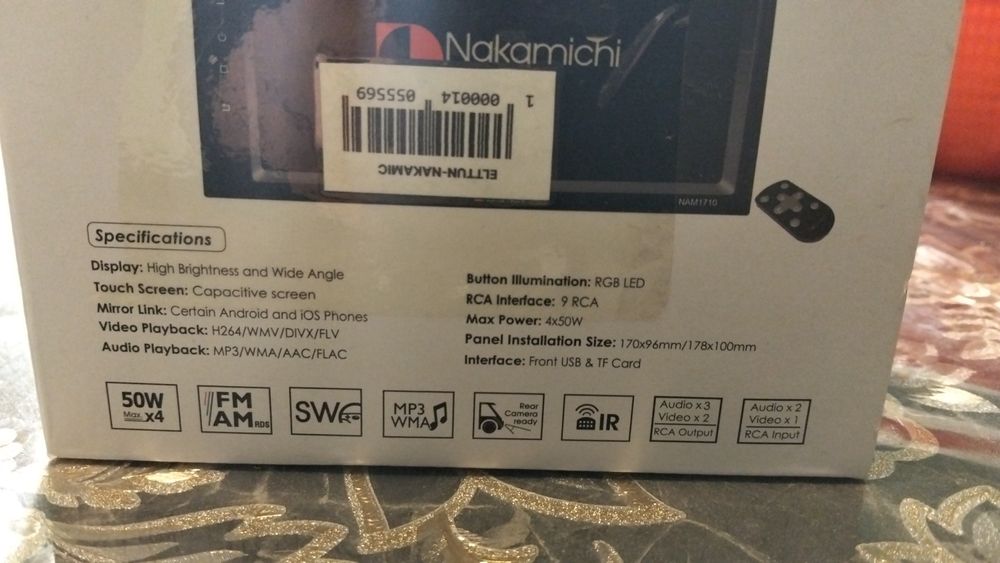 Nakamichi
1 000014 055569
ELTTUN-NAKAMIC
NAM1710
Specifications
Display: High Brightness and Wide Angle
Touch Screen: Capacitive screen
Mirror Link: Certain Android and iOS Phones
Video Playback: H264/WMV/DIVX/FLV
Audio Playback: MP3/WMA/AAC/FLAC
Button Illumination: RGB LED
RCA Interface: 9 RCA
Max Power: 4x50W
Panel Installation Size: 170x96mm/178x100mm
Interface: Front USB & TF Card
50W
Max. x4
FM
AM RDS
SWC
MP3
WMA
Rear
Camera
ready
IR
Audio x 3
Video x 2
RCA Output
Audio x 2
Video x 1
RCA Input